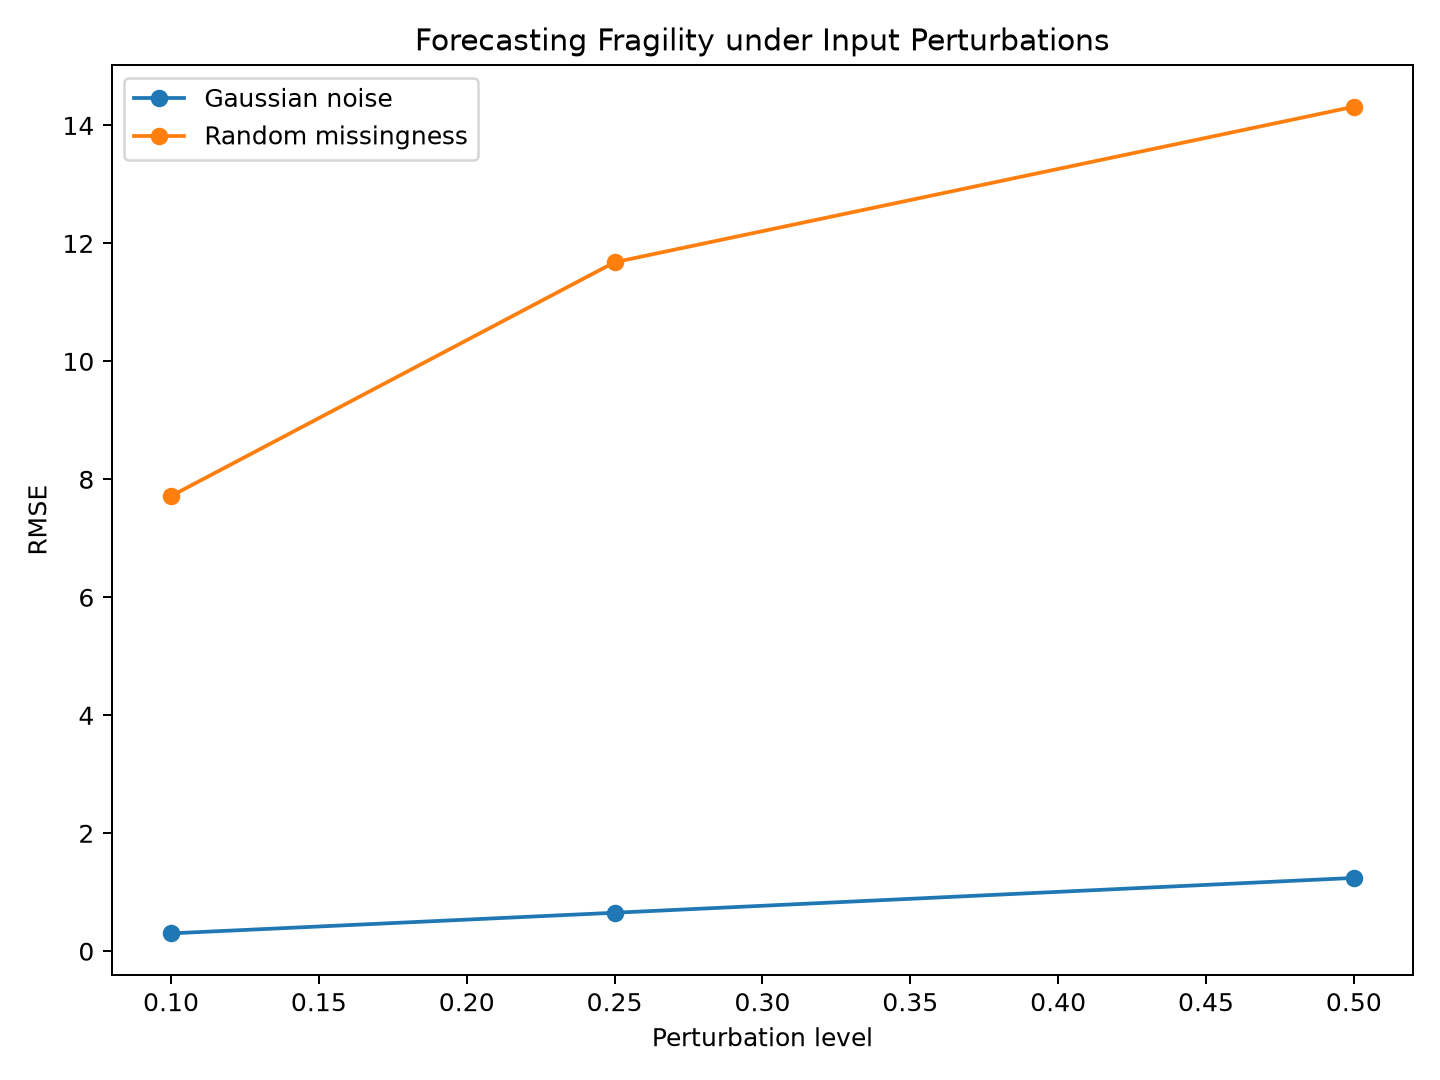 Forecasting Fragility under Input Perturbations
Gaussian noise
Random missingness
14
12
10
8
6
4
2
0
RMSE
0.10 0.15 0.20 0.25 0.30 0.35 0.40 0.45 0.50
Perturbation level